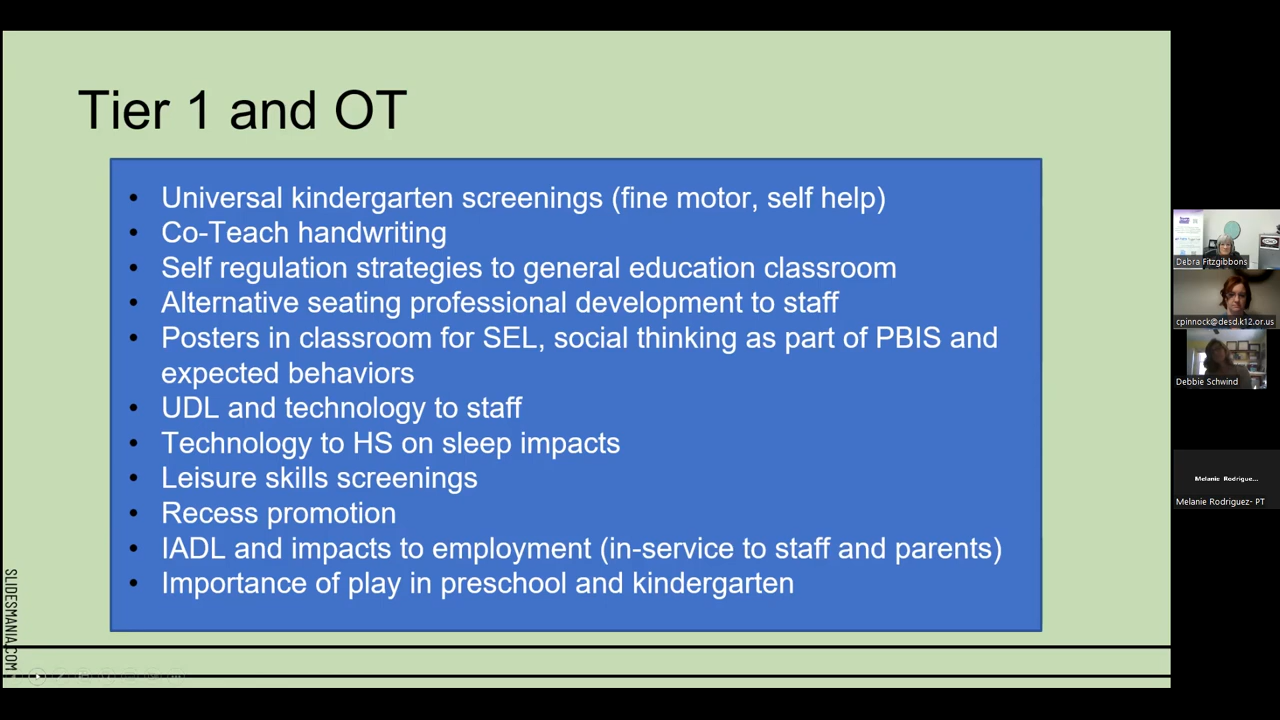 Tier 1 and OT
• Universal kindergarten screenings (fine motor, self help)
• Co-Teach handwriting
• Self regulation strategies to general education classroom
• Alternative seating professional development to staff
• Posters in classroom for SEL, social thinking as part of PBIS and
expected behaviors
• UDL and technology to staff
• Technology to HS on sleep impacts
• Leisure skills screenings
• Recess promotion
• IADL and impacts to employment (in-service to staff and parents)
• Importance of play in preschool and kindergarten
SLIDESMANIA.COM
Debra Fitzgibbons
cpinnock@desd.k12.or.us
Debbie Schwind
Melanie Rodrigue...
Melanie Rodriguez- PT